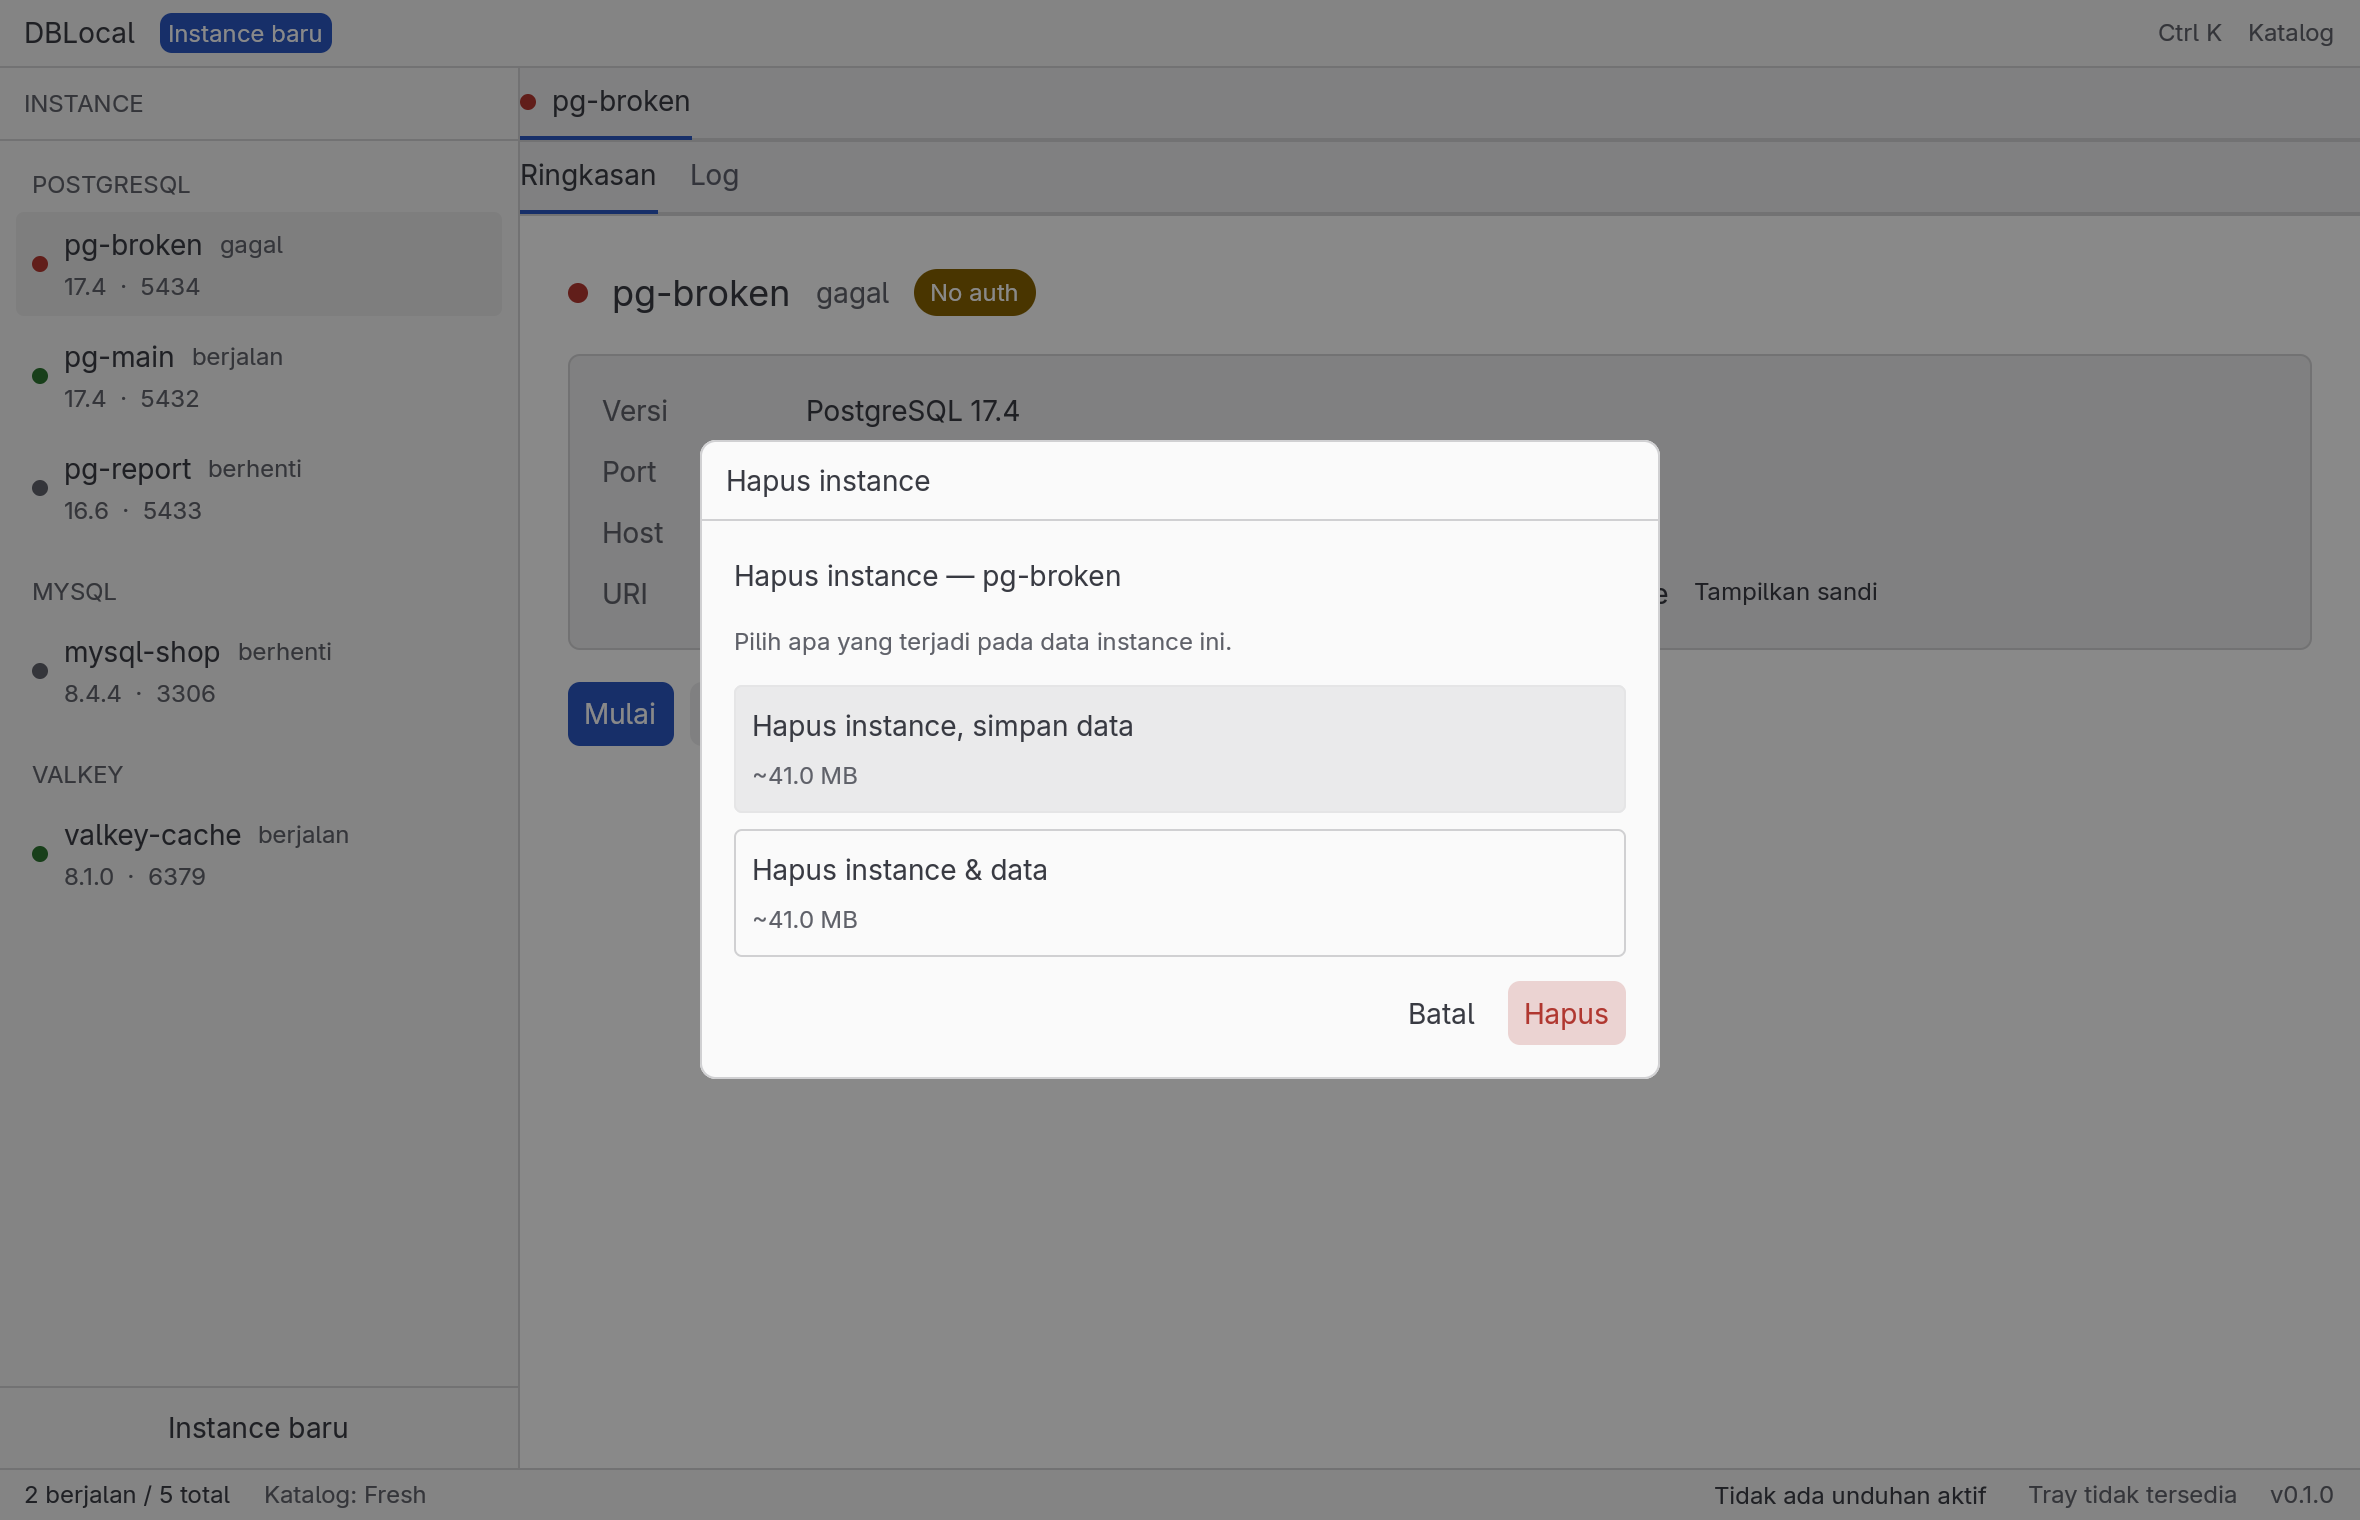 DBLocal Instance baru Ctrl K Katalog
INSTANCE
POSTGRESQL
pg-broken gagal
17.4 · 5434
pg-main berjalan
17.4 · 5432
pg-report berhenti
16.6 · 5433
MYSQL
mysql-shop berhenti
8.4.4 · 3306
VALKEY
valkey-cache berjalan
8.1.0 · 6379
Instance baru
pg-broken
Ringkasan Log
pg-broken gagal No auth
Versi PostgreSQL 17.4
Port
Host
URI Tampilkan sandi
Mulai
Hapus instance
Hapus instance — pg-broken
Pilih apa yang terjadi pada data instance ini.
Hapus instance, simpan data
~41.0 MB
Hapus instance & data
~41.0 MB
Batal Hapus
2 berjalan / 5 total Katalog: Fresh Tidak ada unduhan aktif Tray tidak tersedia v0.1.0